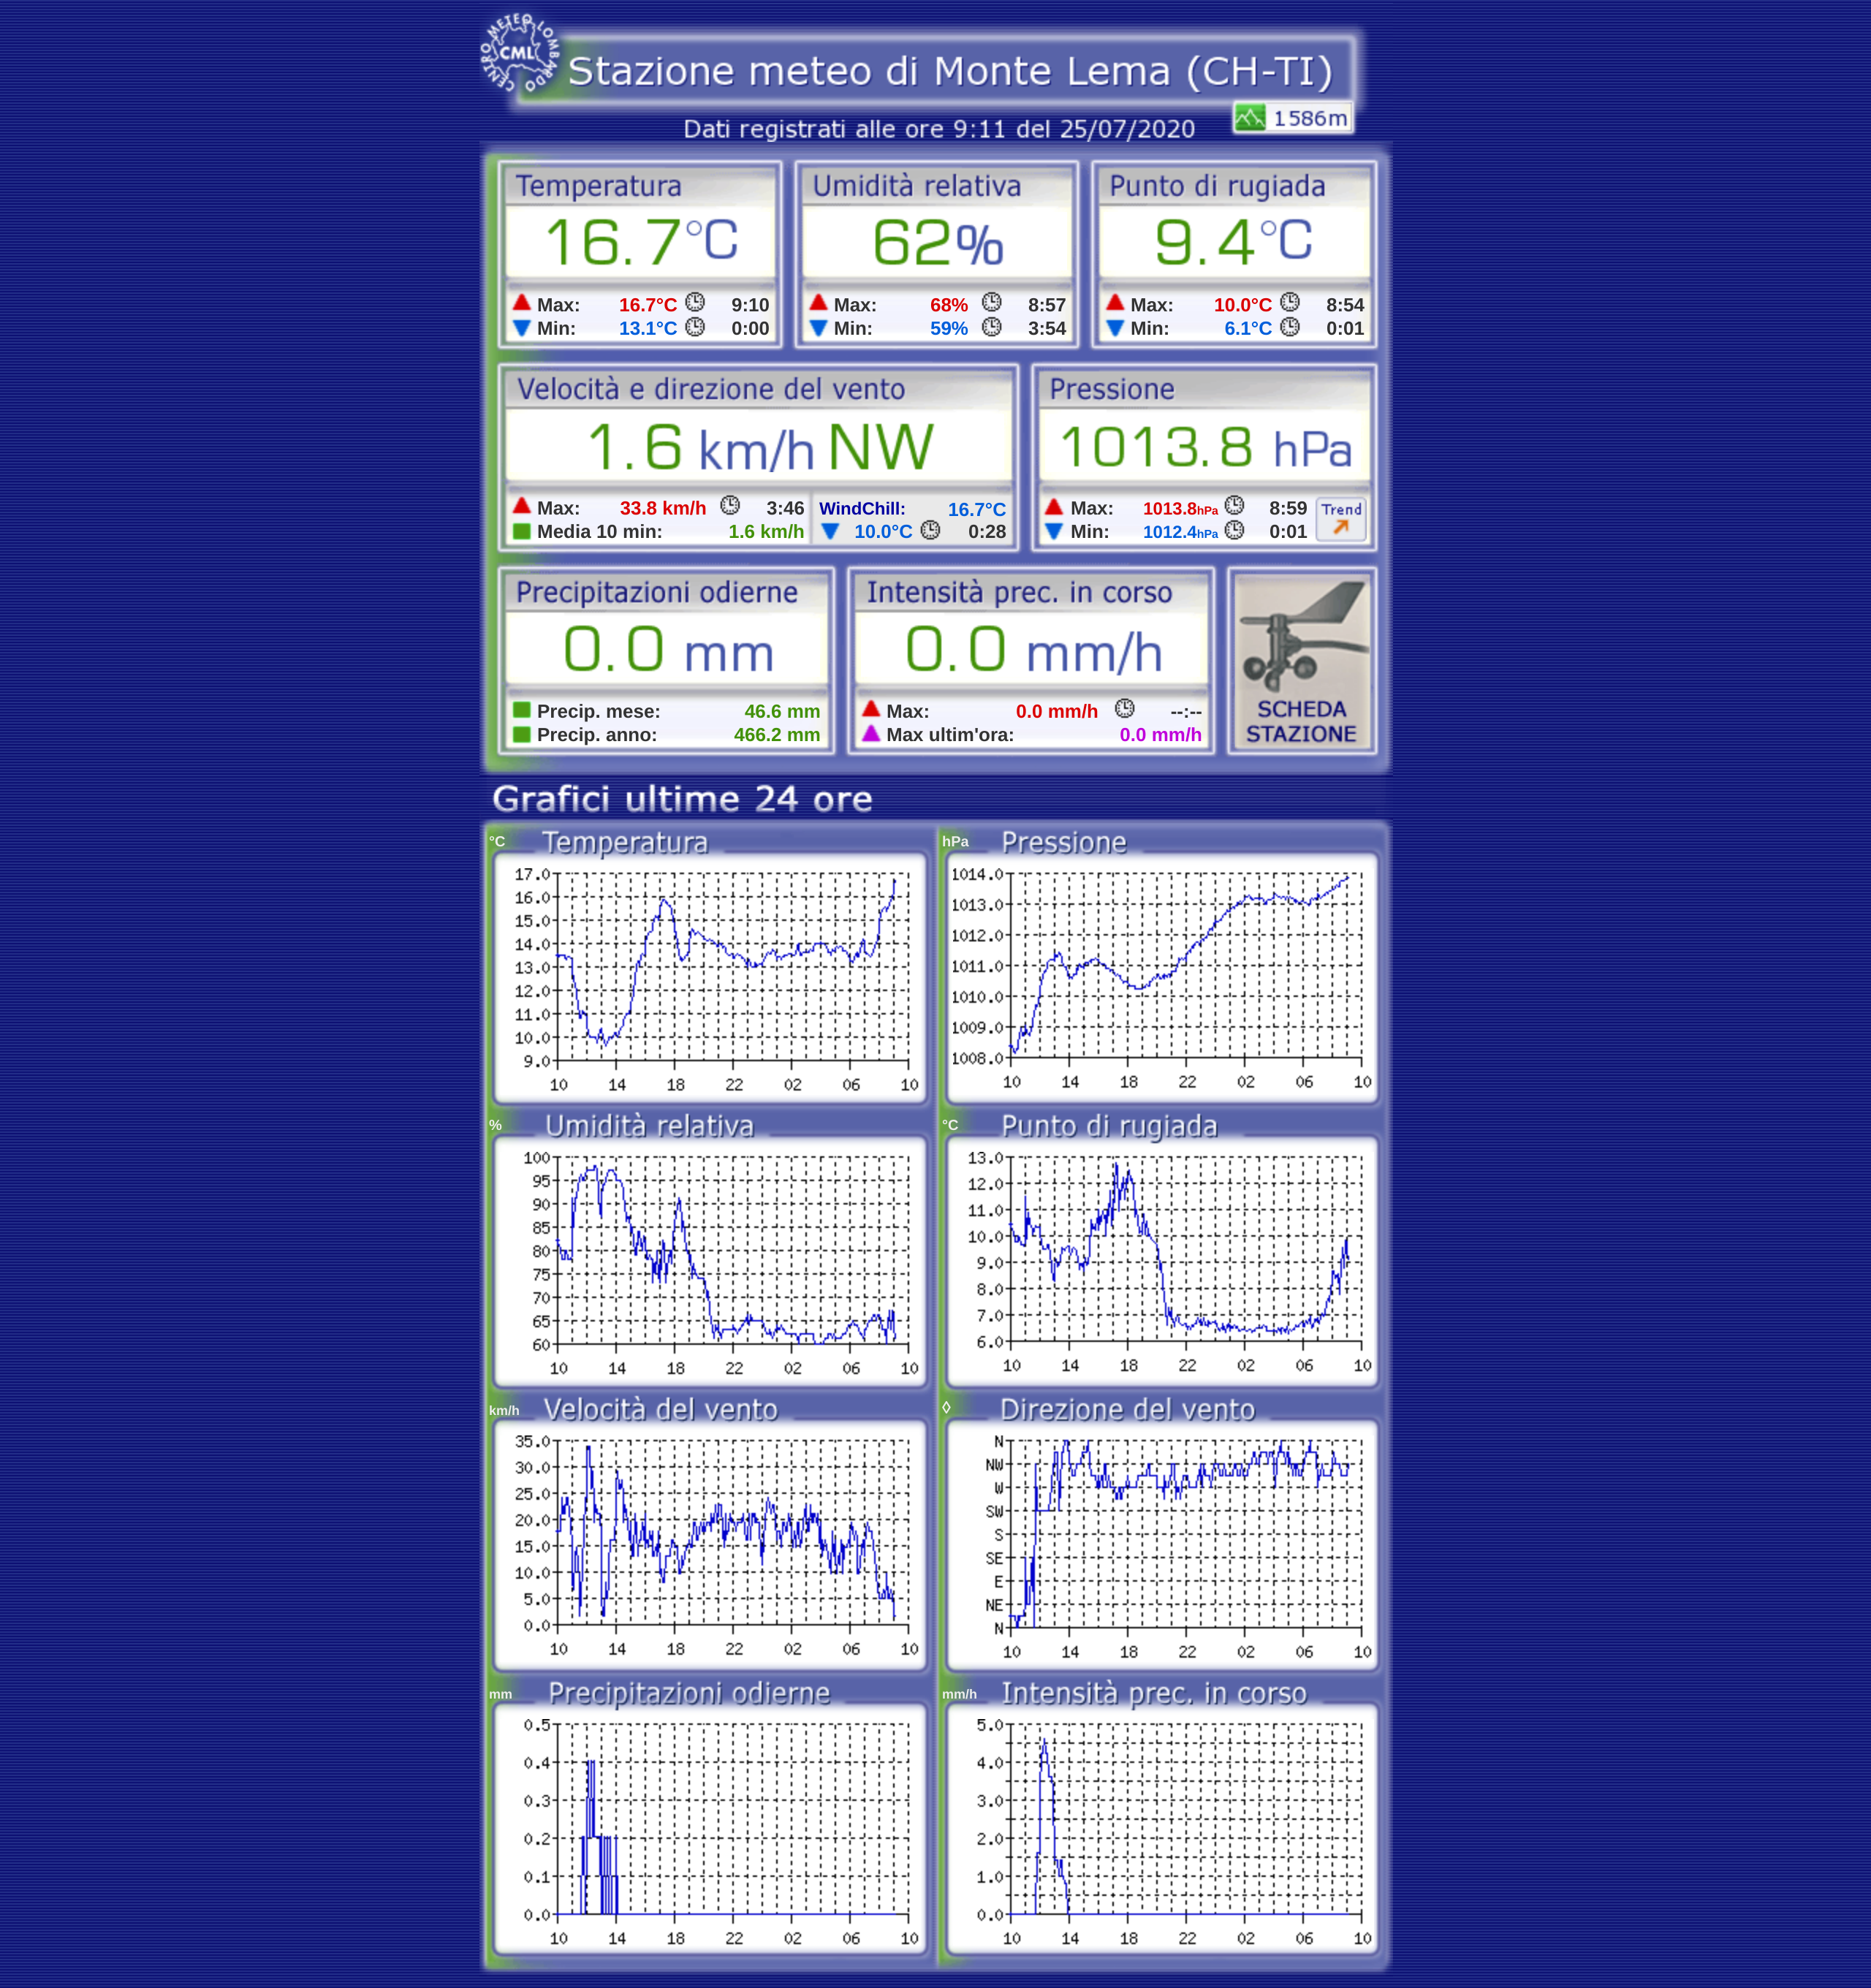 CENTRO METEO LOMBARDO
CML
Stazione meteo di Monte Lema (CH-TI)
1586m
Dati registrati alle ore 9:11 del 25/07/2020
Temperatura Umidità relativa Punto di rugiada
16.7°C 62% 9.4°C
Max: 16.7°C 9:10 Max: 68% 8:57 Max: 10.0°C 8:54
Min: 13.1°C 0:00 Min: 59% 3:54 Min: 6.1°C 0:01
Velocità e direzione del vento Pressione
1.6 km/h NW 1013.8 hPa
Max: 33.8 km/h 3:46 WindChill: 16.7°C Max: 1013.8hPa 8:59 Trend
Media 10 min: 1.6 km/h 10.0°C 0:28 Min: 1012.4hPa 0:01
Precipitazioni odierne Intensità prec. in corso
0.0 mm 0.0 mm/h
Precip. mese: 46.6 mm Max: 0.0 mm/h --:-- SCHEDA
Precip. anno: 466.2 mm Max ultim'ora: 0.0 mm/h STAZIONE
Grafici ultime 24 ore
°C Temperatura
17.0
16.0
15.0
14.0
13.0
12.0
11.0
10.0
9.0
10 14 18 22 02 06 10
hPa Pressione
1014.0
1013.0
1012.0
1011.0
1010.0
1009.0
1008.0
10 14 18 22 02 06 10
% Umidità relativa
100
95
90
85
80
75
70
65
60
10 14 18 22 02 06 10
°C Punto di rugiada
13.0
12.0
11.0
10.0
9.0
8.0
7.0
6.0
10 14 18 22 02 06 10
km/h Velocità del vento
35.0
30.0
25.0
20.0
15.0
10.0
5.0
0.0
10 14 18 22 02 06 10
◊ Direzione del vento
N
NW
W
SW
S
SE
E
NE
N
10 14 18 22 02 06 10
mm Precipitazioni odierne
0.5
0.4
0.3
0.2
0.1
0.0
10 14 18 22 02 06 10
mm/h Intensità prec. in corso
5.0
4.0
3.0
2.0
1.0
0.0
10 14 18 22 02 06 10